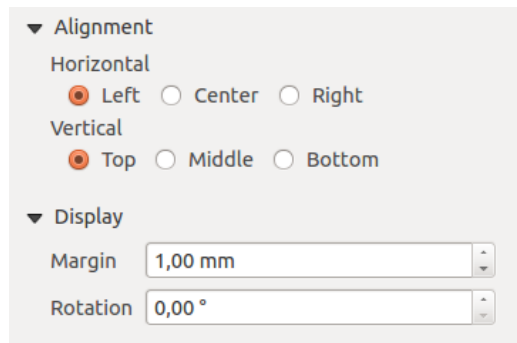 Alignment
Horizontal
Left Center Right
Vertical
Top Middle Bottom
Display
Margin 1,00 mm
Rotation 0,00 °